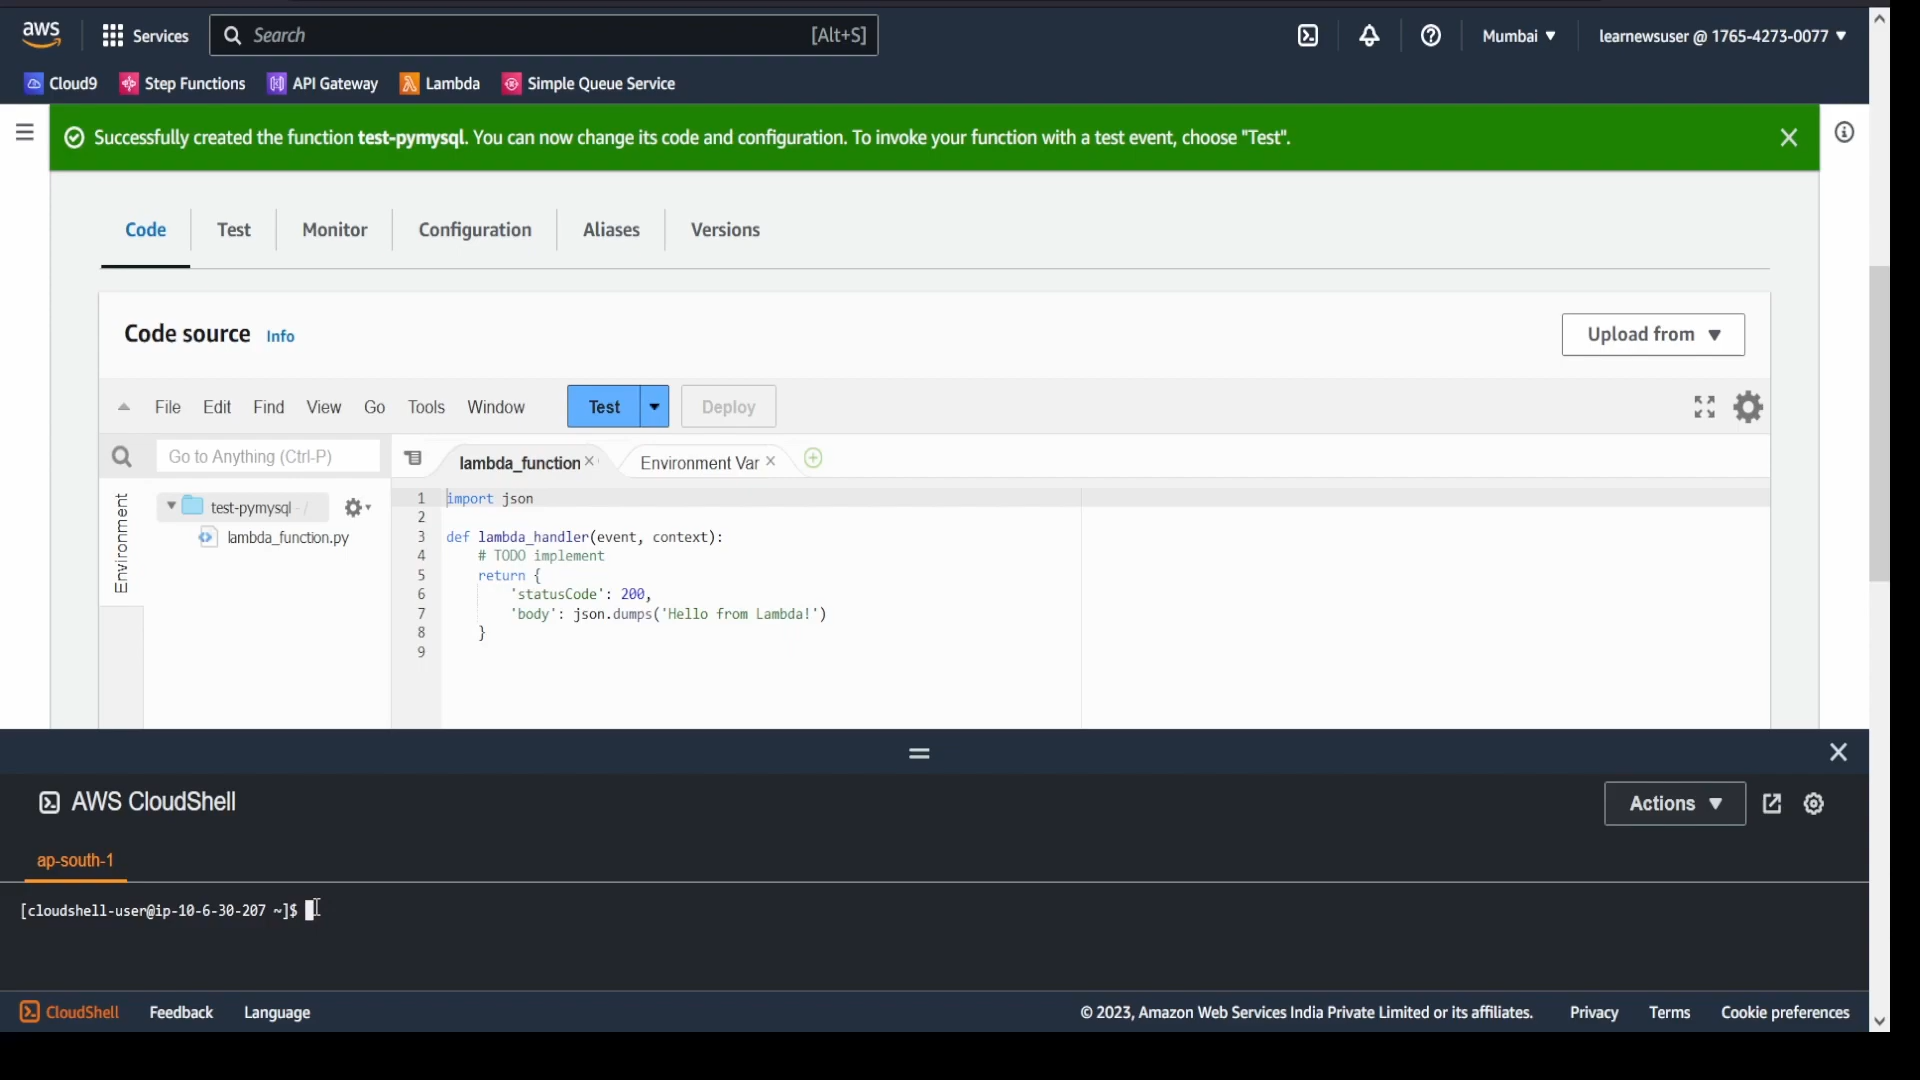 aws Services Search [Alt+S] Mumbai learnewsuser @ 1765-4273-0077
Cloud9 Step Functions API Gateway Lambda Simple Queue Service
Successfully created the function test-pymysql. You can now change its code and configuration. To invoke your function with a test event, choose "Test".
Code Test Monitor Configuration Aliases Versions
Code source Info Upload from
File Edit Find View Go Tools Window Test Deploy
Go to Anything (Ctrl-P) lambda_function Environment Var
Environment
test-pymysql - /
lambda_function.py
1 import json
2
3 def lambda_handler(event, context):
4 # TODO implement
5 return {
6 'statusCode': 200,
7 'body': json.dumps('Hello from Lambda!')
8 }
9
AWS CloudShell Actions
ap-south-1
[cloudshell-user@ip-10-6-30-207 ~]$
CloudShell Feedback Language © 2023, Amazon Web Services India Private Limited or its affiliates. Privacy Terms Cookie preferences